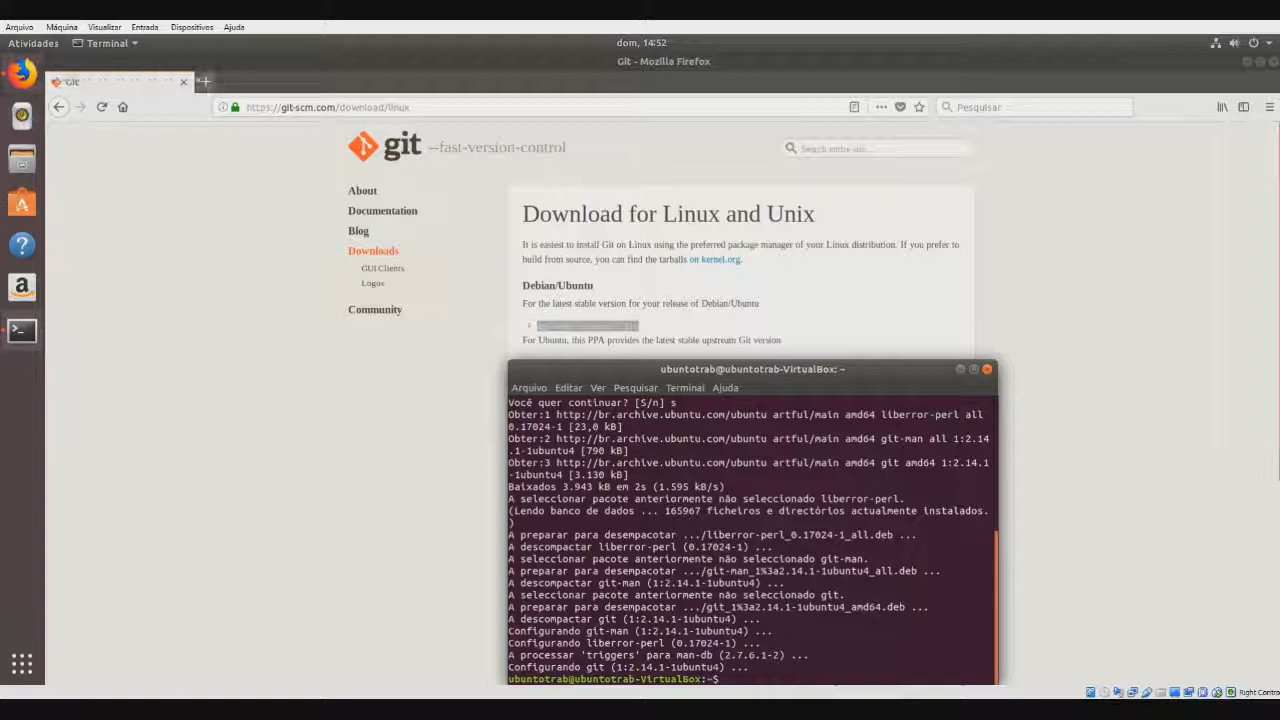 Arquivo Máquina Visualizar Entrada Dispositivos Ajuda
Atividades Terminal dom, 14:52
Git - Mozilla Firefox
Git
https://git-scm.com/download/linux Pesquisar
git --fast-version-control Search entire site...
About
Documentation
Blog
Downloads
GUI Clients
Logos
Community
Download for Linux and Unix
It is easiest to install Git on Linux using the preferred package manager of your Linux distribution. If you prefer to
build from source, you can find the tarballs on kernel.org.
Debian/Ubuntu
For the latest stable version for your release of Debian/Ubuntu
For Ubuntu, this PPA provides the latest stable upstream Git version
ubuntotrab@ubuntotrab-VirtualBox: ~
Arquivo Editar Ver Pesquisar Terminal Ajuda
Você quer continuar? [S/n] s
Obter:1 http://br.archive.ubuntu.com/ubuntu artful/main amd64 liberror-perl all
0.17024-1 [23,0 kB]
Obter:2 http://br.archive.ubuntu.com/ubuntu artful/main amd64 git-man all 1:2.14
.1-1ubuntu4 [790 kB]
Obter:3 http://br.archive.ubuntu.com/ubuntu artful/main amd64 git amd64 1:2.14.1
-1ubuntu4 [3.130 kB]
Baixados 3.943 kB em 2s (1.595 kB/s)
A seleccionar pacote anteriormente não seleccionado liberror-perl.
(Lendo banco de dados ... 165967 ficheiros e directórios actualmente instalados.
)
A preparar para desempacotar .../liberror-perl_0.17024-1_all.deb ...
A descompactar liberror-perl (0.17024-1) ...
A seleccionar pacote anteriormente não seleccionado git-man.
A preparar para desempacotar .../git-man_1%3a2.14.1-1ubuntu4_all.deb ...
A descompactar git-man (1:2.14.1-1ubuntu4) ...
A seleccionar pacote anteriormente não seleccionado git.
A preparar para desempacotar .../git_1%3a2.14.1-1ubuntu4_amd64.deb ...
A descompactar git (1:2.14.1-1ubuntu4) ...
Configurando git-man (1:2.14.1-1ubuntu4) ...
Configurando liberror-perl (0.17024-1) ...
A processar 'triggers' para man-db (2.7.6.1-2) ...
Configurando git (1:2.14.1-1ubuntu4) ...
ubuntotrab@ubuntotrab-VirtualBox:~$
Right Contro